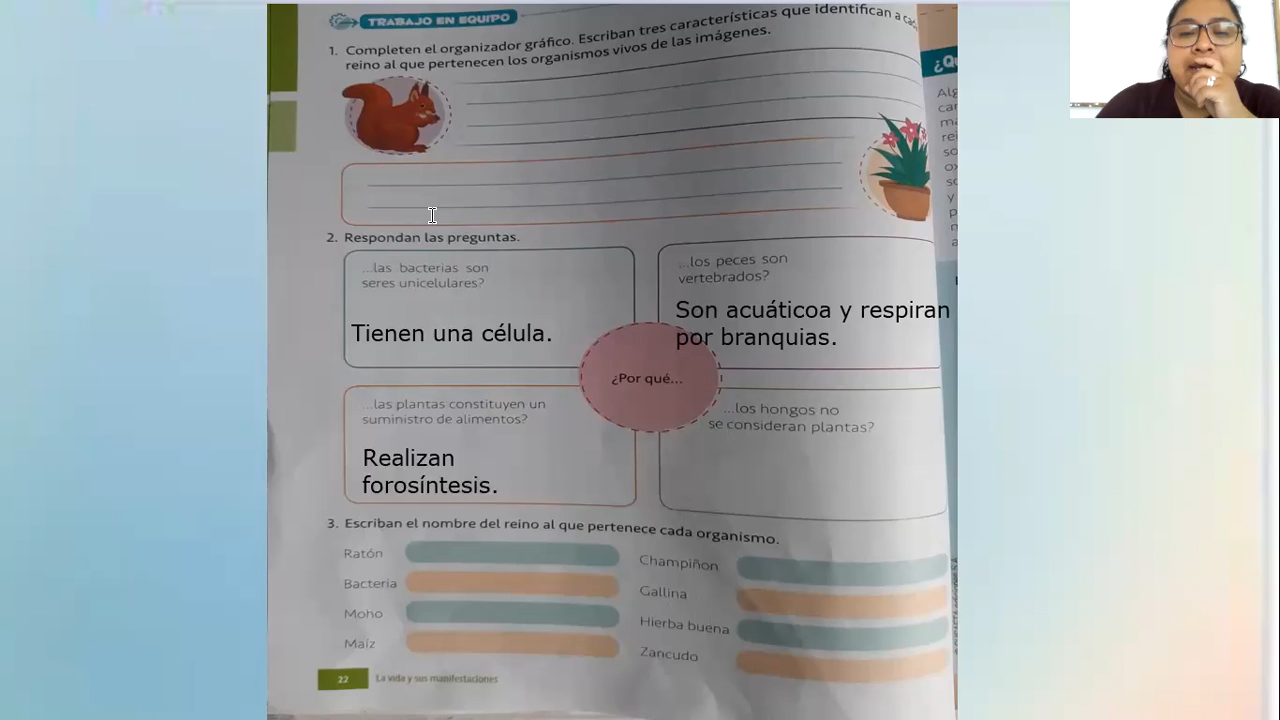 TRABAJO EN EQUIPO
1. Completen el organizador gráfico. Escriban tres características que identifican a
reino al que pertenecen los organismos vivos de las imágenes.
2. Respondan las preguntas.
...las bacterias son
seres unicelulares?
Tienen una célula.
...los peces son
vertebrados?
Son acuáticoa y respiran
por branquias.
¿Por qué...
...las plantas constituyen un
suministro de alimentos?
Realizan
forosíntesis.
...los hongos no
se consideran plantas?
3. Escriban el nombre del reino al que pertenece cada organismo.
Ratón
Bacteria
Moho
Maíz
Champiñon
Gallina
Hierba buena
Zancudo
22 La vida y sus manifestaciones